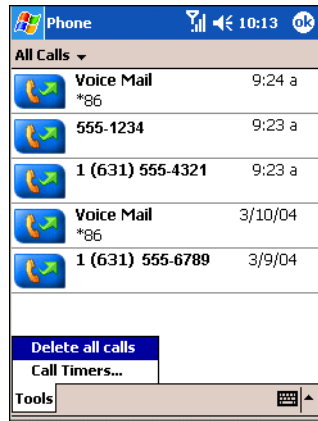 Phone 10:13 ok
All Calls
Voice Mail 9:24 a
*86
555-1234 9:23 a
1 (631) 555-4321 9:23 a
Voice Mail 3/10/04
*86
1 (631) 555-6789 3/9/04
Delete all calls
Call Timers...
Tools